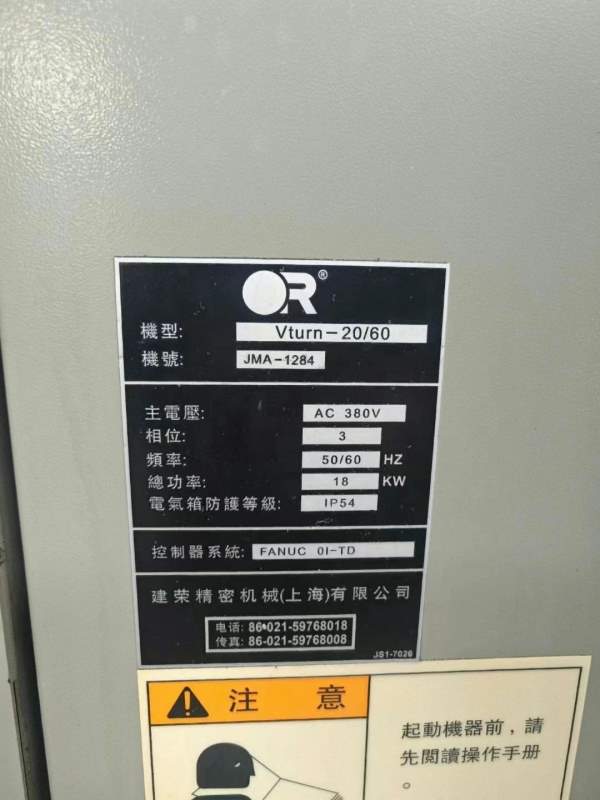 OR®
機型: Vturn-20/60
機號: JMA-1284
主電壓: AC 380V
相位: 3
頻率: 50/60 HZ
總功率: 18 KW
電氣箱防護等級: IP54
控制器系統: FANUC 0I-TD
建荣精密机械(上海)有限公司
电话: 86-021-59768018
传真: 86-021-59768008
JS1-7026
注 意
起動機器前，請
先閱讀操作手册
。